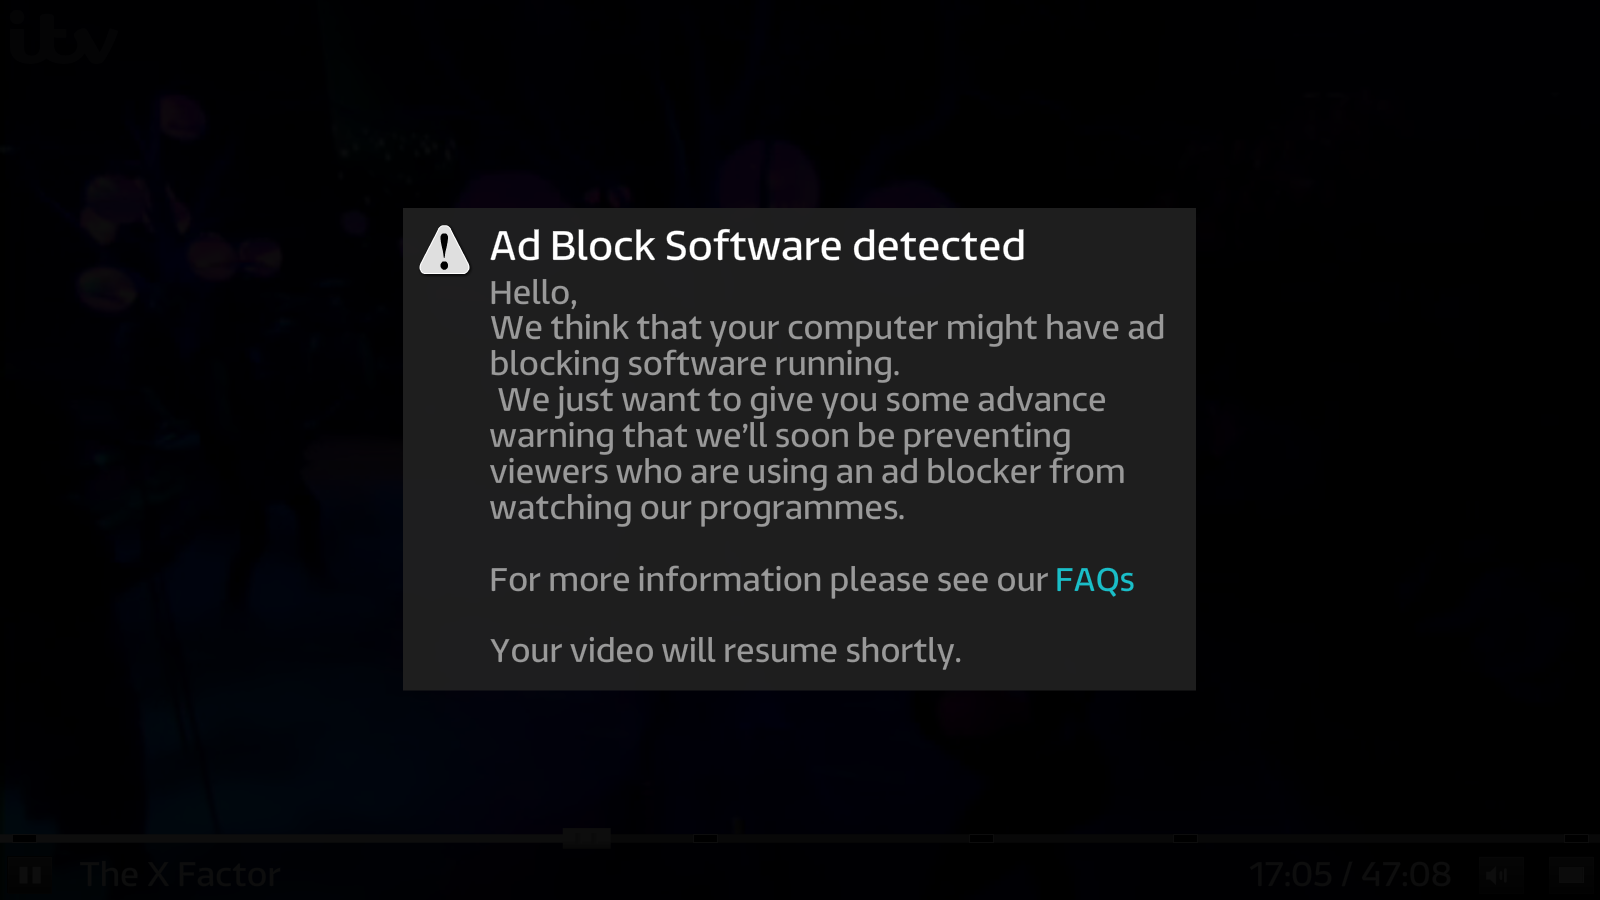 itv
Ad Block Software detected
Hello,
We think that your computer might have ad
blocking software running.
We just want to give you some advance
warning that we’ll soon be preventing
viewers who are using an ad blocker from
watching our programmes.
For more information please see our FAQs
Your video will resume shortly.
The X Factor
17:05 / 47:08